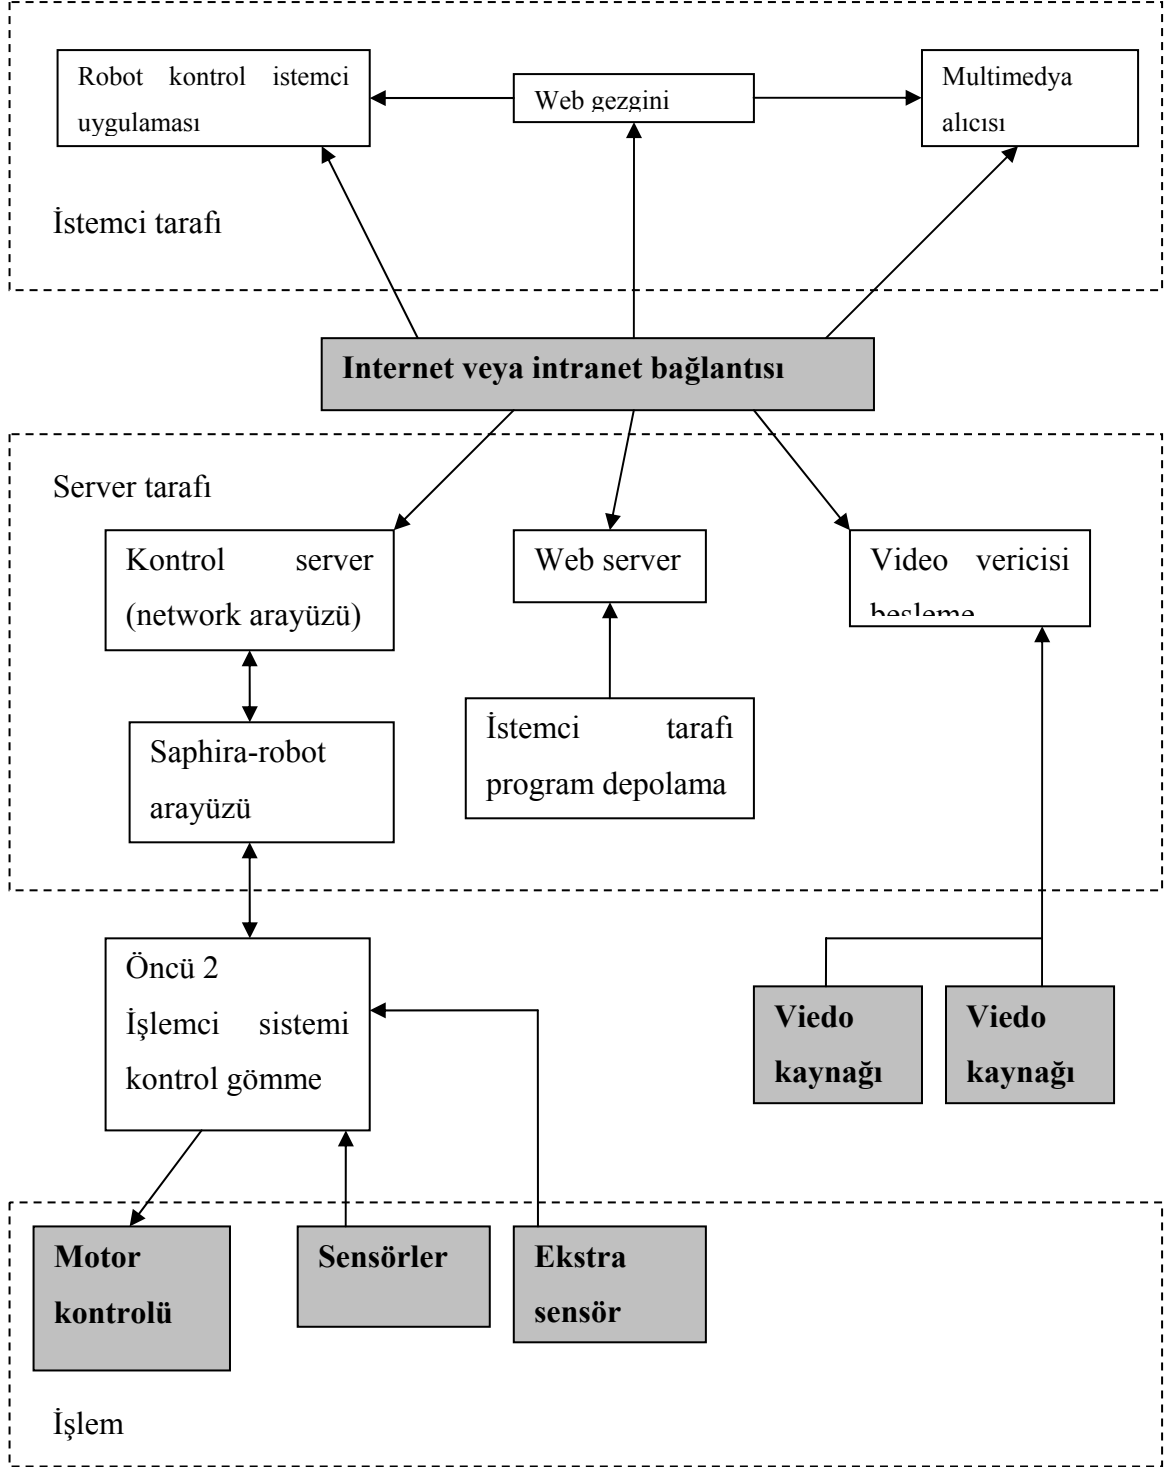 Robot kontrol istemci
uygulaması
Web gezgini
Multimedya
alıcısı
İstemci tarafı
Internet veya intranet bağlantısı
Server tarafı
Kontrol server
(network arayüzü)
Web server
Video vericisi
besleme
Saphira-robot
arayüzü
İstemci tarafı
program depolama
Öncü 2
İşlemci sistemi
kontrol gömme
Viedo
kaynağı
Viedo
kaynağı
Motor
kontrolü
Sensörler
Ekstra
sensör
İşlem